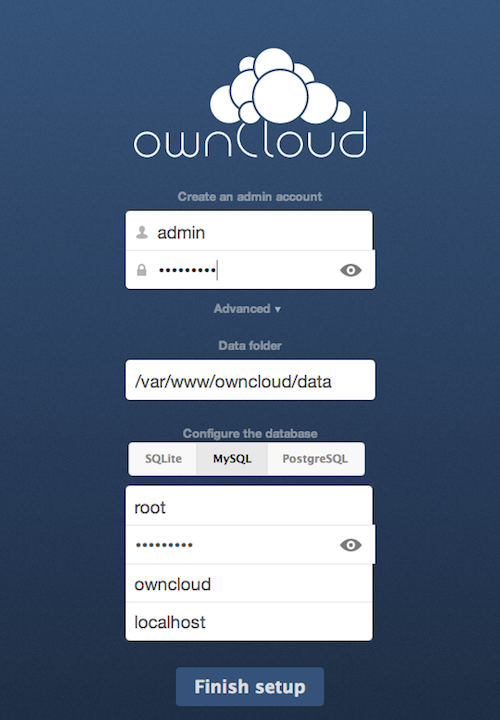 ownCloud
Create an admin account
admin
•••••••••
Advanced ▾
Data folder
/var/www/owncloud/data
Configure the database
SQLite MySQL PostgreSQL
root
•••••••••
owncloud
localhost
Finish setup